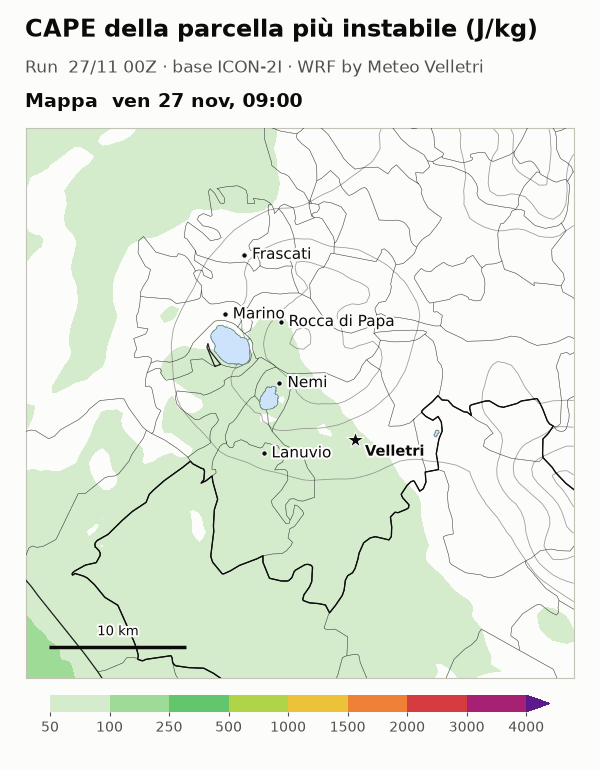 CAPE della parcella più instabile (J/kg)
Run  27/11 00Z · base ICON-2I · WRF by Meteo Velletri
Mappa  ven 27 nov, 09:00
Frascati
Marino
Rocca di Papa
Nemi
Velletri
Lanuvio
10 km
50 100 250 500 1000 1500 2000 3000 4000